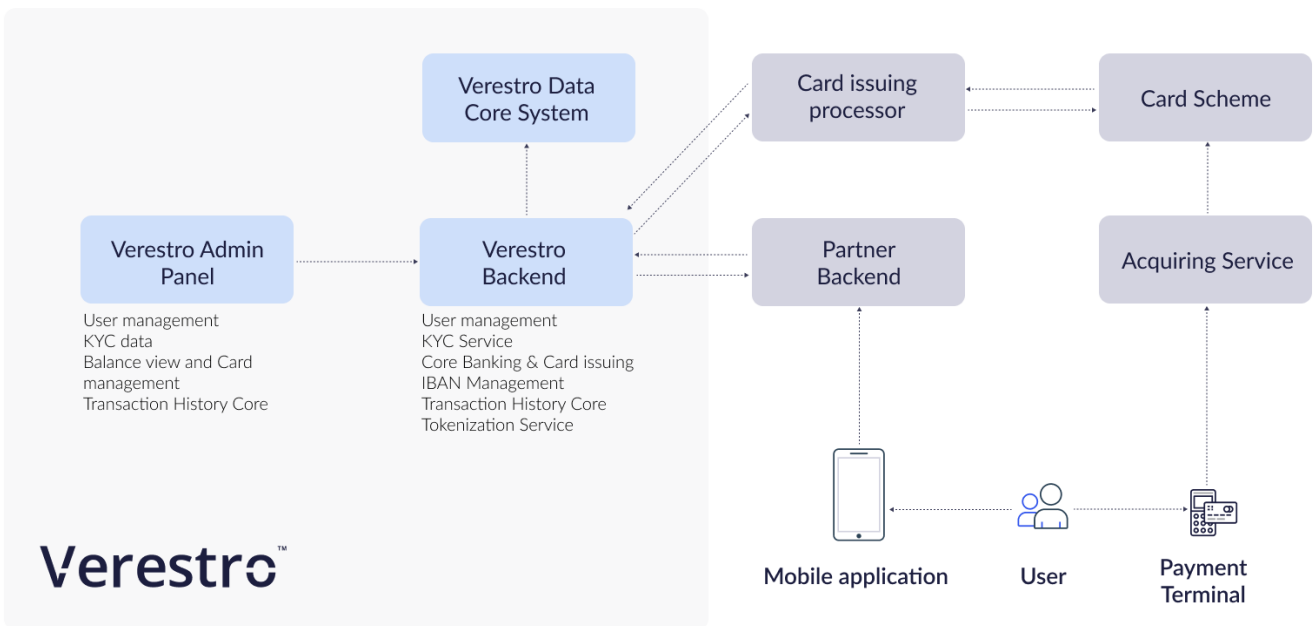 Verestro Data
Core System
Card issuing
processor
Card Scheme
Verestro Admin
Panel
Verestro
Backend
Partner
Backend
Acquiring Service
User management
KYC data
Balance view and Card
management
Transaction History Core
User management
KYC Service
Core Banking & Card issuing
IBAN Management
Transaction History Core
Tokenization Service
Verestro™
Mobile application
User
Payment
Terminal